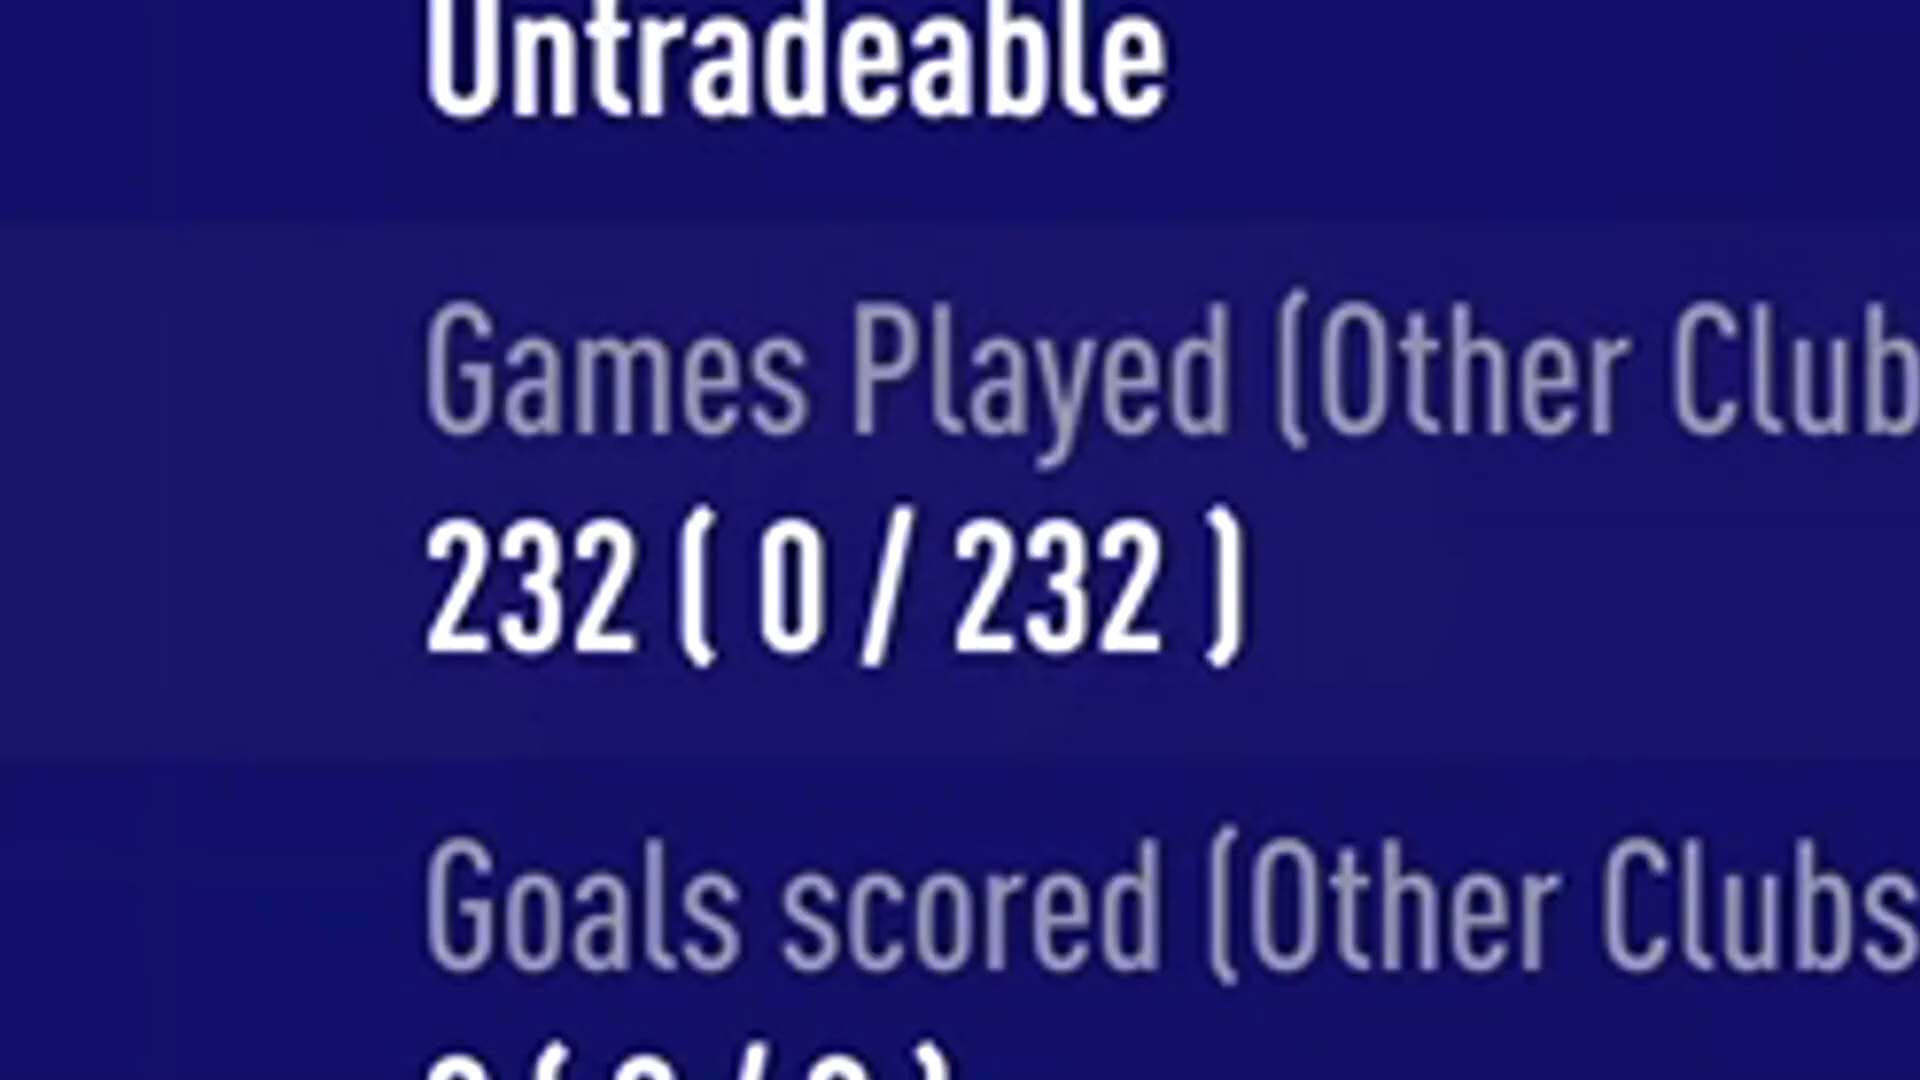 Untradeable
Games Played (Other Club
232 ( 0 / 232 )
Goals scored (Other Clubs